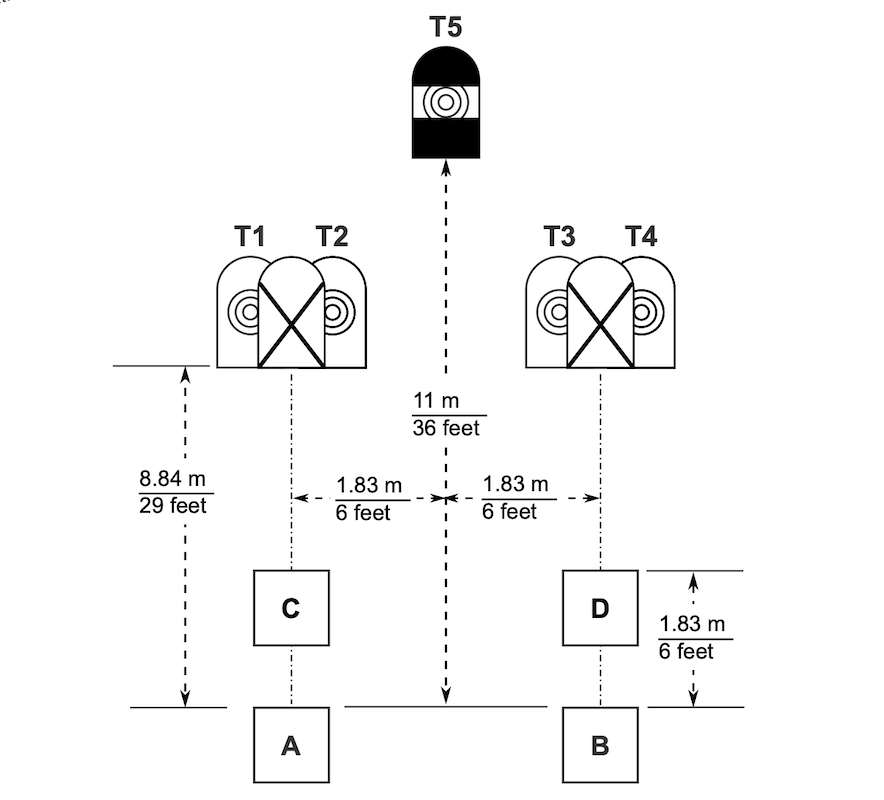 T5
T1 T2 T3 T4
11 m
36 feet
8.84 m
29 feet
1.83 m 1.83 m
6 feet 6 feet
C D
1.83 m
6 feet
A B